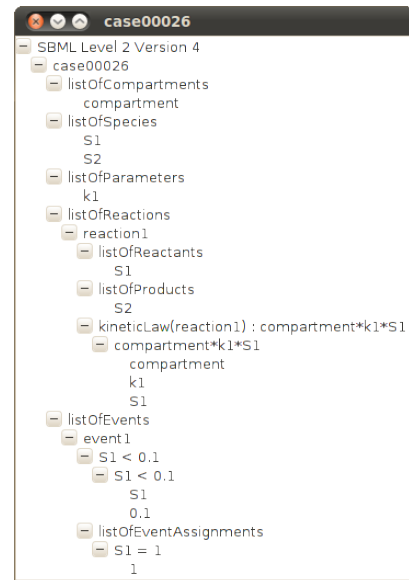 case00026
SBML Level 2 Version 4
case00026
listOfCompartments
compartment
listOfSpecies
S1
S2
listOfParameters
k1
listOfReactions
reaction1
listOfReactants
S1
listOfProducts
S2
kineticLaw(reaction1) : compartment*k1*S1
compartment*k1*S1
compartment
k1
S1
listOfEvents
event1
S1 < 0.1
S1 < 0.1
S1
0.1
listOfEventAssignments
S1 = 1
1